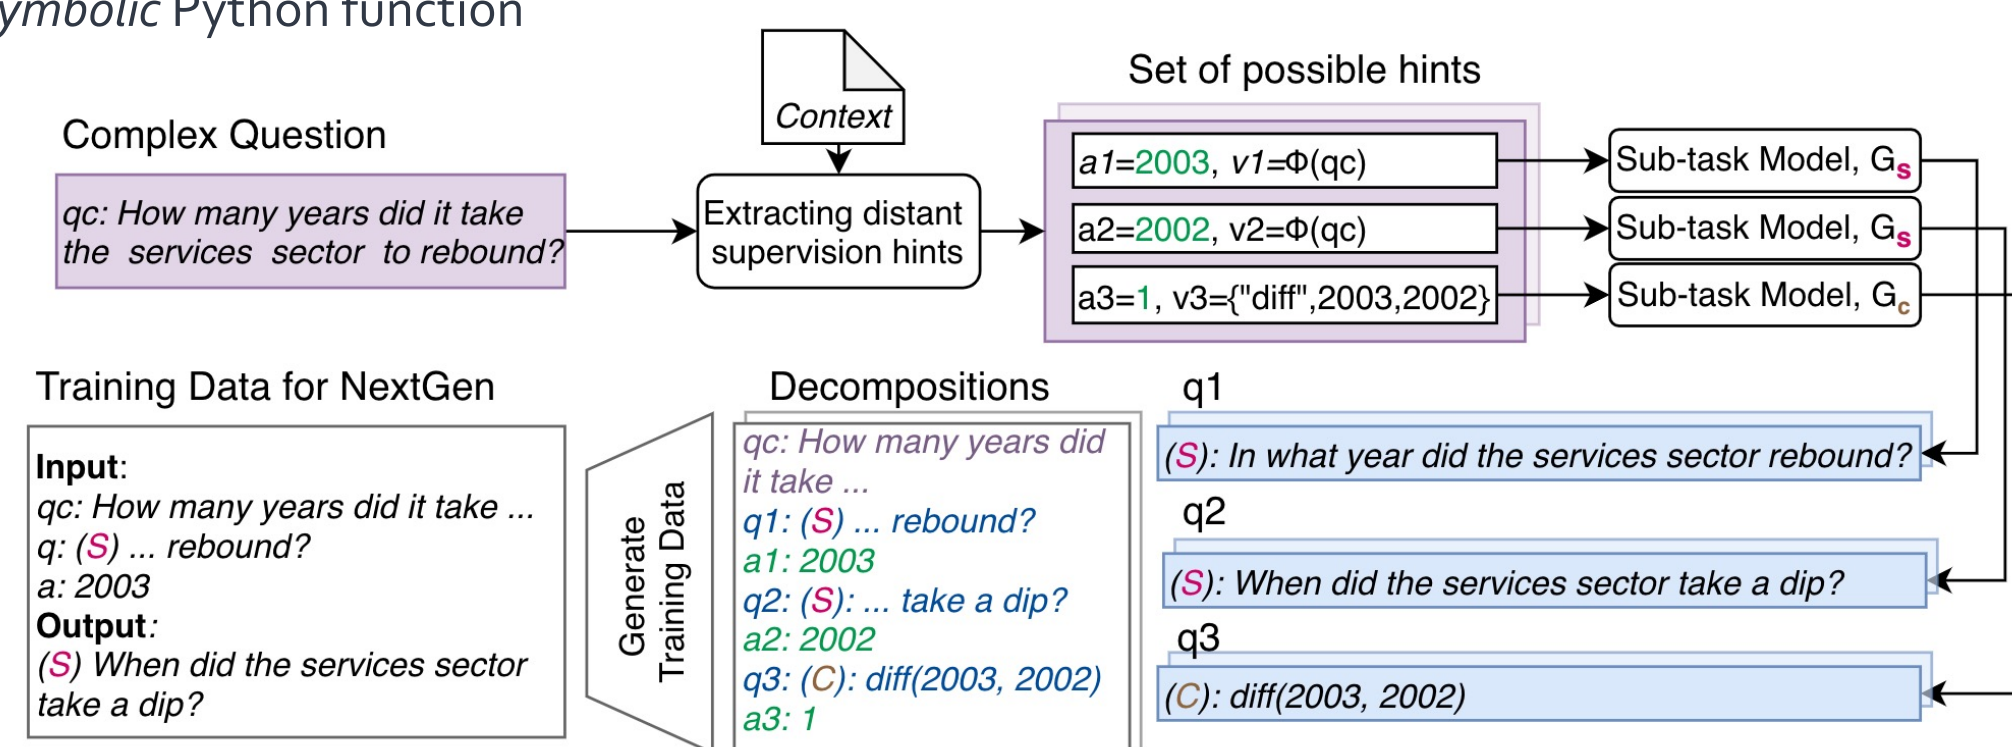 ymbolic Python function
Complex Question
qc: How many years did it take
the services sector to rebound?
Context
Extracting distant
supervision hints
Set of possible hints
a1=2003, v1=Φ(qc)
a2=2002, v2=Φ(qc)
a3=1, v3={"diff",2003,2002}
Sub-task Model, Gs
Sub-task Model, Gs
Sub-task Model, Gc
Training Data for NextGen
Input:
qc: How many years did it take ...
q: (S) ... rebound?
a: 2003
Output:
(S) When did the services sector
take a dip?
Generate
Training Data
Decompositions
qc: How many years did
it take ...
q1: (S) ... rebound?
a1: 2003
q2: (S): ... take a dip?
a2: 2002
q3: (C): diff(2003, 2002)
a3: 1
q1
(S): In what year did the services sector rebound?
q2
(S): When did the services sector take a dip?
q3
(C): diff(2003, 2002)